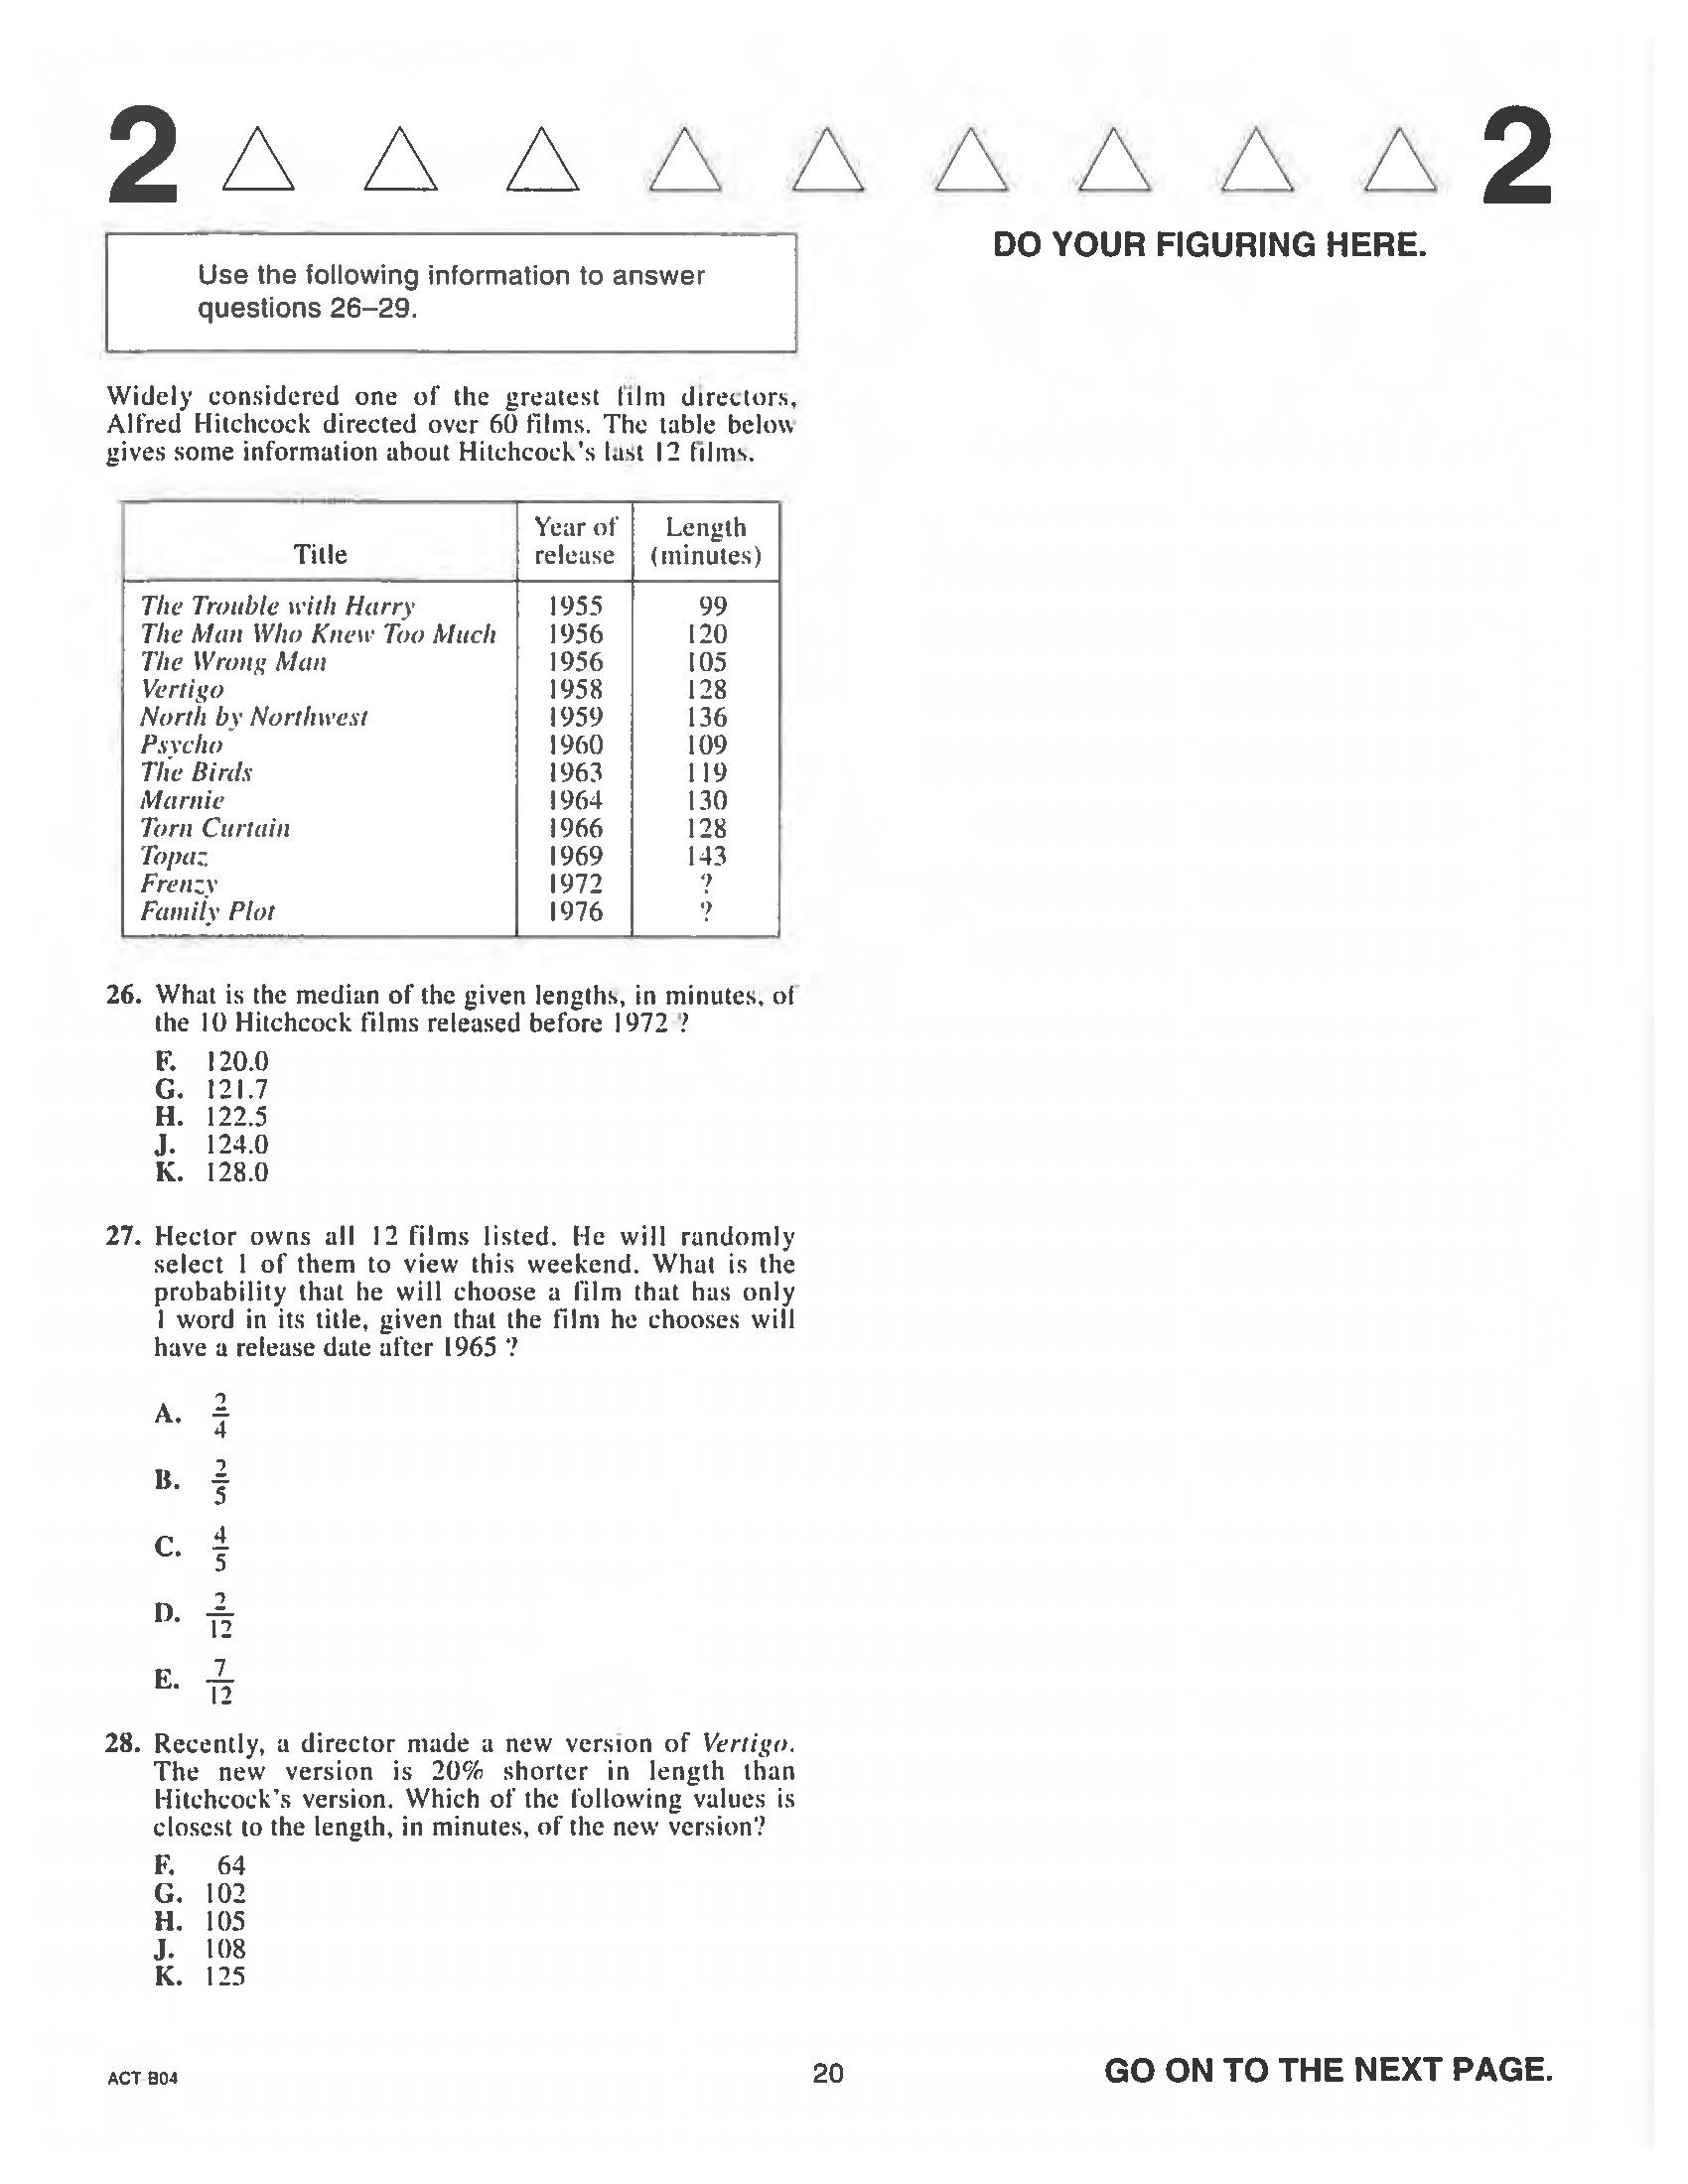 2 2
DO YOUR FIGURING HERE.
Use the following information to answer
questions 26–29.
Widely considered one of the greatest film directors,
Alfred Hitchcock directed over 60 films. The table below
gives some information about Hitchcock's last 12 films.
Title Year of release Length (minutes)
The Trouble with Harry 1955 99
The Man Who Knew Too Much 1956 120
The Wrong Man 1956 105
Vertigo 1958 128
North by Northwest 1959 136
Psycho 1960 109
The Birds 1963 119
Marnie 1964 130
Torn Curtain 1966 128
Topaz 1969 143
Frenzy 1972 ?
Family Plot 1976 ?
26. What is the median of the given lengths, in minutes, of
the 10 Hitchcock films released before 1972 ?
F. 120.0
G. 121.7
H. 122.5
J. 124.0
K. 128.0
27. Hector owns all 12 films listed. He will randomly
select 1 of them to view this weekend. What is the
probability that he will choose a film that has only
1 word in its title, given that the film he chooses will
have a release date after 1965 ?
A. 2/4
B. 2/5
C. 4/5
D. 2/12
E. 7/12
28. Recently, a director made a new version of Vertigo.
The new version is 20% shorter in length than
Hitchcock's version. Which of the following values is
closest to the length, in minutes, of the new version?
F. 64
G. 102
H. 105
J. 108
K. 125
ACT B04 20 GO ON TO THE NEXT PAGE.